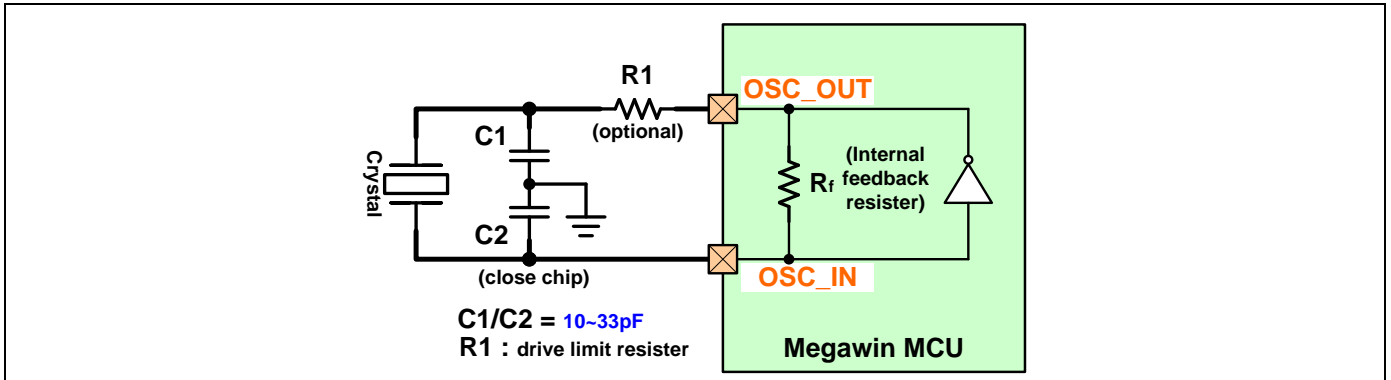 R1
(optional)
OSC_OUT
C1
Crystal
(Internal
feedback
resister)
Rf
C2
(close chip)
OSC_IN
C1/C2 = 10~33pF
R1 : drive limit resister
Megawin MCU